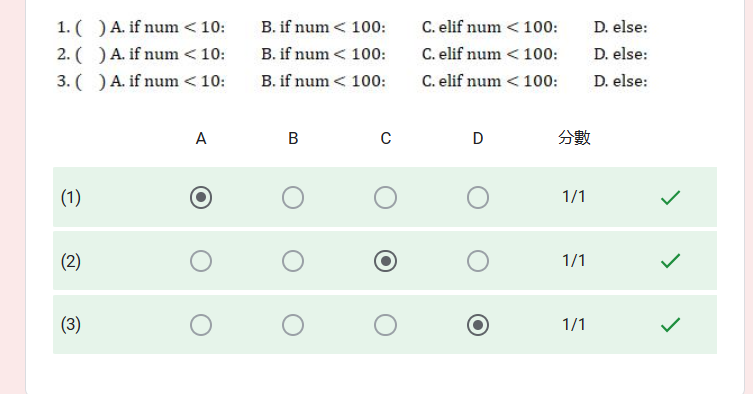 1. (   ) A. if num < 10:   B. if num < 100:   C. elif num < 100:   D. else:
2. (   ) A. if num < 10:   B. if num < 100:   C. elif num < 100:   D. else:
3. (   ) A. if num < 10:   B. if num < 100:   C. elif num < 100:   D. else:
A B C D 分數
(1) 1/1
(2) 1/1
(3) 1/1